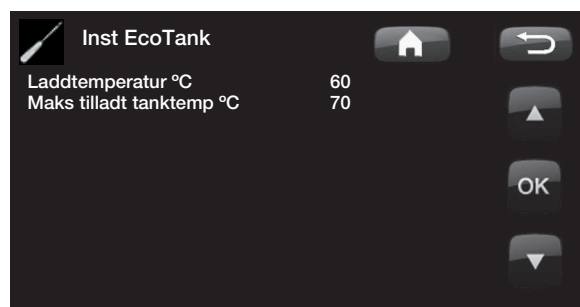 Inst EcoTank
Laddtemperatur ºC 60
Maks tilladt tanktemp ºC 70
OK